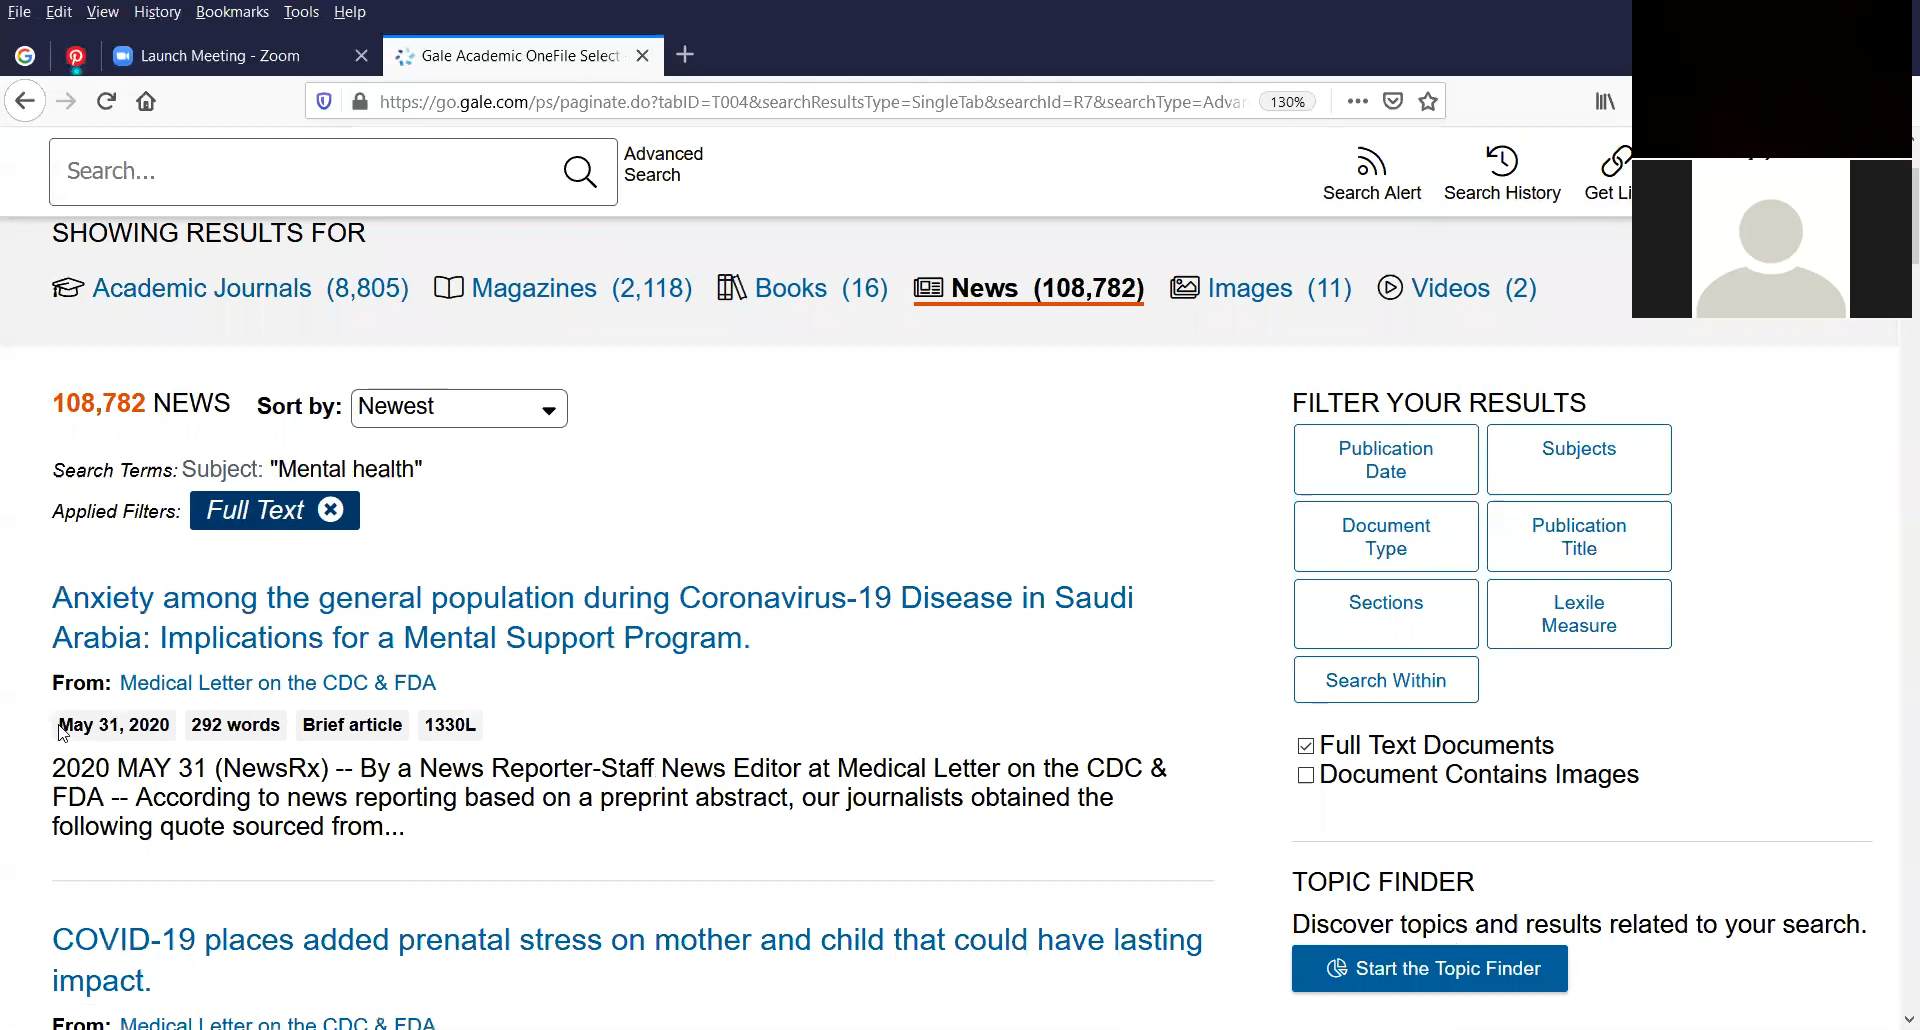 File Edit View History Bookmarks Tools Help
Launch Meeting - Zoom
Gale Academic OneFile Select
https://go.gale.com/ps/paginate.do?tabID=T004&searchResultsType=SingleTab&searchId=R7&searchType=Adva
130%
Search...
Advanced
Search
Search Alert
Search History
Get Li
SHOWING RESULTS FOR
Academic Journals (8,805)
Magazines (2,118)
Books (16)
News (108,782)
Images (11)
Videos (2)
108,782 NEWS Sort by: Newest
Search Terms: Subject: "Mental health"
Applied Filters: Full Text
Anxiety among the general population during Coronavirus-19 Disease in Saudi
Arabia: Implications for a Mental Support Program.
From: Medical Letter on the CDC & FDA
May 31, 2020 292 words Brief article 1330L
2020 MAY 31 (NewsRx) -- By a News Reporter-Staff News Editor at Medical Letter on the CDC &
FDA -- According to news reporting based on a preprint abstract, our journalists obtained the
following quote sourced from...
COVID-19 places added prenatal stress on mother and child that could have lasting
impact.
From: Medical Letter on the CDC & FDA
FILTER YOUR RESULTS
Publication
Date
Subjects
Document
Type
Publication
Title
Sections
Lexile
Measure
Search Within
Full Text Documents
Document Contains Images
TOPIC FINDER
Discover topics and results related to your search.
Start the Topic Finder